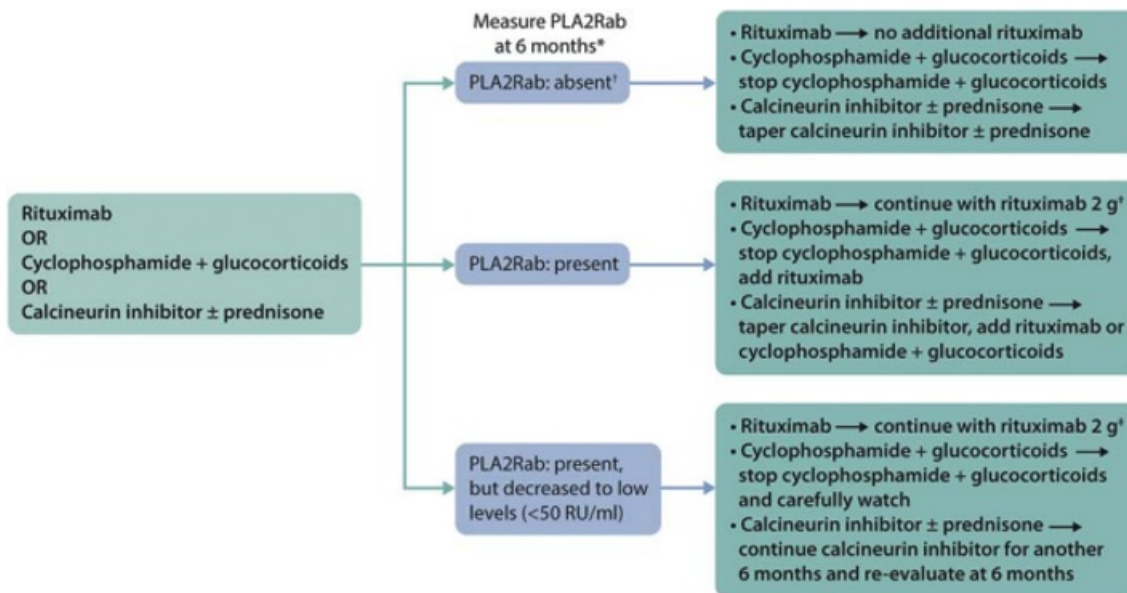 Measure PLA2Rab
at 6 months*
PLA2Rab: absent†
• Rituximab ⟶ no additional rituximab
• Cyclophosphamide + glucocorticoids ⟶
stop cyclophosphamide + glucocorticoids
• Calcineurin inhibitor ± prednisone ⟶
taper calcineurin inhibitor ± prednisone
Rituximab
OR
Cyclophosphamide + glucocorticoids
OR
Calcineurin inhibitor ± prednisone
PLA2Rab: present
• Rituximab ⟶ continue with rituximab 2 g‡
• Cyclophosphamide + glucocorticoids ⟶
stop cyclophosphamide + glucocorticoids,
add rituximab
• Calcineurin inhibitor ± prednisone ⟶
taper calcineurin inhibitor, add rituximab or
cyclophosphamide + glucocorticoids
PLA2Rab: present,
but decreased to low
levels (<50 RU/ml)
• Rituximab ⟶ continue with rituximab 2 g‡
• Cyclophosphamide + glucocorticoids ⟶
stop cyclophosphamide + glucocorticoids
and carefully watch
• Calcineurin inhibitor ± prednisone ⟶
continue calcineurin inhibitor for another
6 months and re-evaluate at 6 months